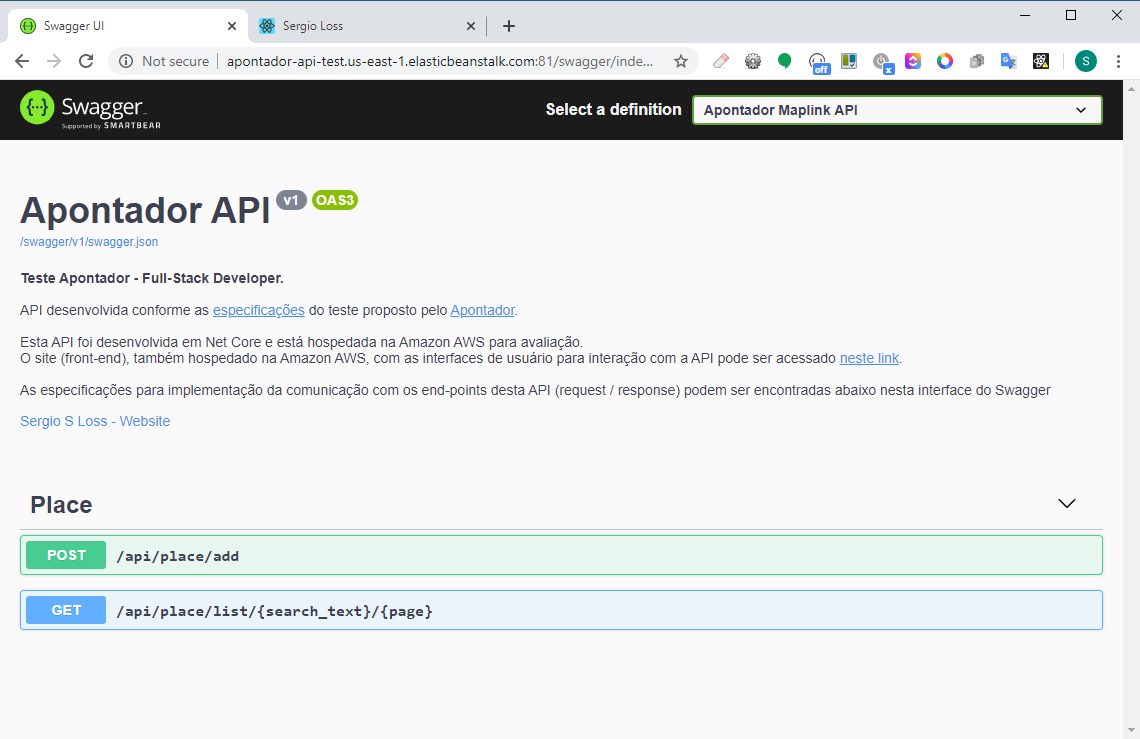 Swagger UI
Sergio Loss
Not secure
apontador-api-test.us-east-1.elasticbeanstalk.com:81/swagger/inde...
off
x
S
Swagger
Supported by SMARTBEAR
Select a definition
Apontador Maplink API
Apontador API v1 OAS3
/swagger/v1/swagger.json
Teste Apontador - Full-Stack Developer.
API desenvolvida conforme as especificações do teste proposto pelo Apontador.
Esta API foi desenvolvida em Net Core e está hospedada na Amazon AWS para avaliação.
O site (front-end), também hospedado na Amazon AWS, com as interfaces de usuário para interação com a API pode ser acessado neste link.
As especificações para implementação da comunicação com os end-points desta API (request / response) podem ser encontradas abaixo nesta interface do Swagger
Sergio S Loss - Website
Place
POST /api/place/add
GET /api/place/list/{search_text}/{page}